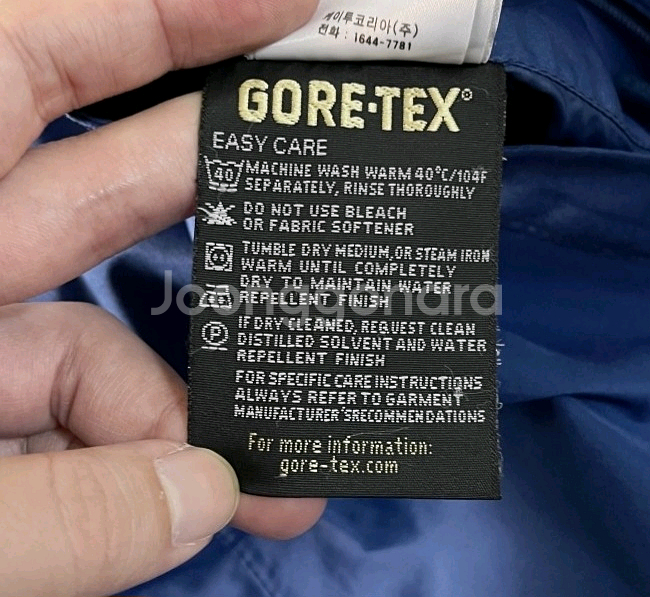 케이투코리아(주)
전화 : 1644-7781
GORE-TEX®
EASY CARE
40 MACHINE WASH WARM 40°C/104F
SEPARATELY, RINSE THOROUGHLY
DO NOT USE BLEACH
OR FABRIC SOFTENER
TUMBLE DRY MEDIUM, OR STEAM IRON
WARM UNTIL COMPLETELY
DRY TO MAINTAIN WATER
REPELLENT FINISH
Joonggonara
P IF DRY CLEANED, REQUEST CLEAN
DISTILLED SOLVENT AND WATER
REPELLENT FINISH
FOR SPECIFIC CARE INSTRUCTIONS
ALWAYS REFER TO GARMENT
MANUFACTURER'S RECOMMENDATIONS
For more information:
gore-tex.com